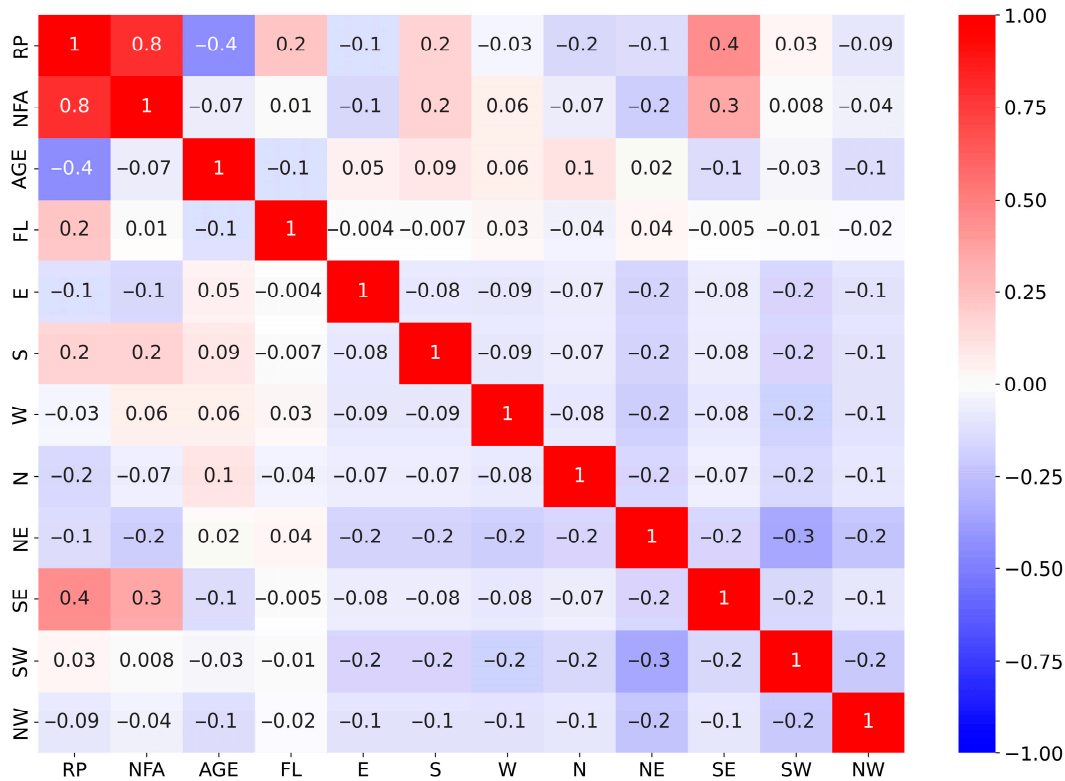 RP 1 0.8 −0.4 0.2 −0.1 0.2 −0.03 −0.2 −0.1 0.4 0.03 −0.09
NFA 0.8 1 −0.07 0.01 −0.1 0.2 0.06 −0.07 −0.2 0.3 0.008 −0.04
AGE −0.4 −0.07 1 −0.1 0.05 0.09 0.06 0.1 0.02 −0.1 −0.03 −0.1
FL 0.2 0.01 −0.1 1 −0.004 −0.007 0.03 −0.04 0.04 −0.005 −0.01 −0.02
E −0.1 −0.1 0.05 −0.004 1 −0.08 −0.09 −0.07 −0.2 −0.08 −0.2 −0.1
S 0.2 0.2 0.09 −0.007 −0.08 1 −0.09 −0.07 −0.2 −0.08 −0.2 −0.1
W −0.03 0.06 0.06 0.03 −0.09 −0.09 1 −0.08 −0.2 −0.08 −0.2 −0.1
N −0.2 −0.07 0.1 −0.04 −0.07 −0.07 −0.08 1 −0.2 −0.07 −0.2 −0.1
NE −0.1 −0.2 0.02 0.04 −0.2 −0.2 −0.2 −0.2 1 −0.2 −0.3 −0.2
SE 0.4 0.3 −0.1 −0.005 −0.08 −0.08 −0.08 −0.07 −0.2 1 −0.2 −0.1
SW 0.03 0.008 −0.03 −0.01 −0.2 −0.2 −0.2 −0.2 −0.3 −0.2 1 −0.2
NW −0.09 −0.04 −0.1 −0.02 −0.1 −0.1 −0.1 −0.1 −0.2 −0.1 −0.2 1
RP NFA AGE FL E S W N NE SE SW NW
1.00
0.75
0.50
0.25
0.00
−0.25
−0.50
−0.75
−1.00